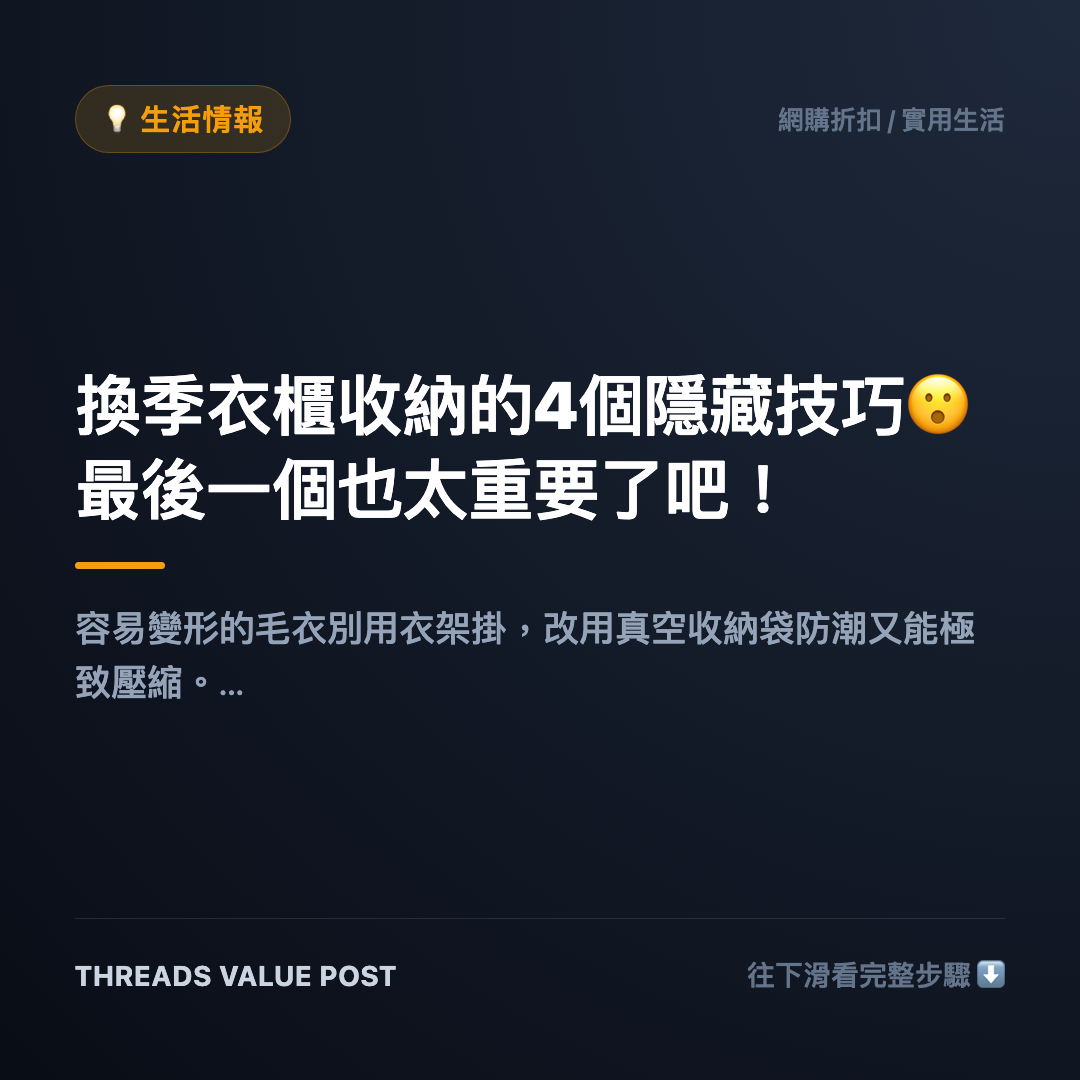 💡 生活情報
網購折扣 / 實用生活
換季衣櫃收納的4個隱藏技巧😮
最後一個也太重要了吧！
容易變形的毛衣別用衣架掛，改用真空收納袋防潮又能極
致壓縮。...
THREADS VALUE POST
往下滑看完整步驟 ⬇️